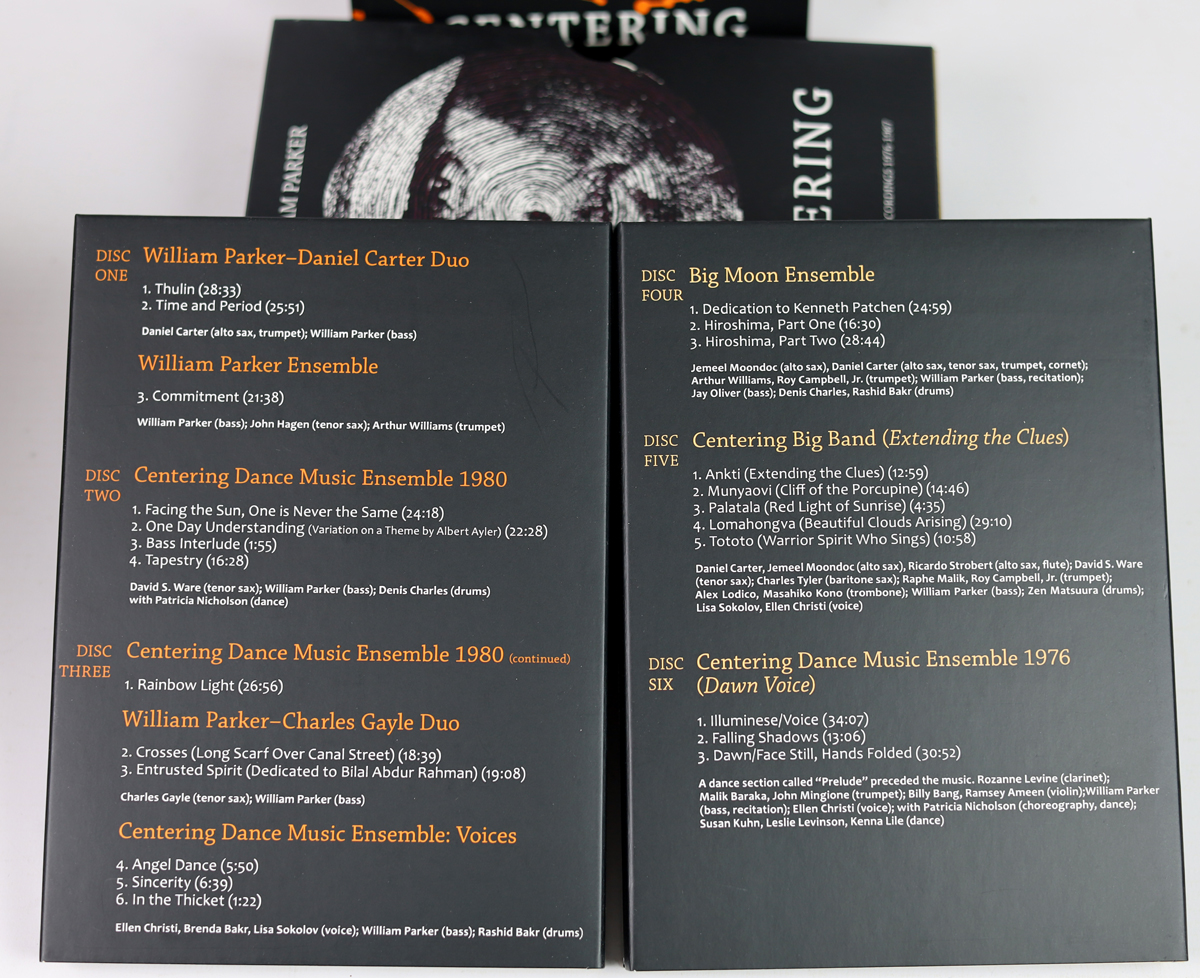 CENTERING
AM PARKER
ERING
CORDINGS 1976-1987
DISC ONE
William Parker–Daniel Carter Duo
1. Thulin (28:33)
2. Time and Period (25:51)
Daniel Carter (alto sax, trumpet); William Parker (bass)
William Parker Ensemble
3. Commitment (21:38)
William Parker (bass); John Hagen (tenor sax); Arthur Williams (trumpet)
DISC TWO
Centering Dance Music Ensemble 1980
1. Facing the Sun, One is Never the Same (24:18)
2. One Day Understanding (Variation on a Theme by Albert Ayler) (22:28)
3. Bass Interlude (1:55)
4. Tapestry (16:28)
David S. Ware (tenor sax); William Parker (bass); Denis Charles (drums)
with Patricia Nicholson (dance)
DISC THREE
Centering Dance Music Ensemble 1980 (continued)
1. Rainbow Light (26:56)
William Parker–Charles Gayle Duo
2. Crosses (Long Scarf Over Canal Street) (18:39)
3. Entrusted Spirit (Dedicated to Bilal Abdur Rahman) (19:08)
Charles Gayle (tenor sax); William Parker (bass)
Centering Dance Music Ensemble: Voices
4. Angel Dance (5:50)
5. Sincerity (6:39)
6. In the Thicket (1:22)
Ellen Christi, Brenda Bakr, Lisa Sokolov (voice); William Parker (bass); Rashid Bakr (drums)
DISC FOUR
Big Moon Ensemble
1. Dedication to Kenneth Patchen (24:59)
2. Hiroshima, Part One (16:30)
3. Hiroshima, Part Two (28:44)
Jemeel Moondoc (alto sax), Daniel Carter (alto sax, tenor sax, trumpet, cornet);
Arthur Williams, Roy Campbell, Jr. (trumpet); William Parker (bass, recitation);
Jay Oliver (bass); Denis Charles, Rashid Bakr (drums)
DISC FIVE
Centering Big Band (Extending the Clues)
1. Ankti (Extending the Clues) (12:59)
2. Munyaovi (Cliff of the Porcupine) (14:46)
3. Palatala (Red Light of Sunrise) (4:35)
4. Lomahongva (Beautiful Clouds Arising) (29:10)
5. Tototo (Warrior Spirit Who Sings) (10:58)
Daniel Carter, Jemeel Moondoc (alto sax), Ricardo Strobert (alto sax, flute); David S. Ware
(tenor sax); Charles Tyler (baritone sax); Raphe Malik, Roy Campbell, Jr. (trumpet);
Alex Lodico, Masahiko Kono (trombone); William Parker (bass); Zen Matsuura (drums);
Lisa Sokolov, Ellen Christi (voice)
DISC SIX
Centering Dance Music Ensemble 1976
(Dawn Voice)
1. Illuminese/Voice (34:07)
2. Falling Shadows (13:06)
3. Dawn/Face Still, Hands Folded (30:52)
A dance section called “Prelude” preceded the music. Rozanne Levine (clarinet);
Malik Baraka, John Mingione (trumpet); Billy Bang, Ramsey Ameen (violin);William Parker
(bass, recitation); Ellen Christi (voice); with Patricia Nicholson (choreography, dance);
Susan Kuhn, Leslie Levinson, Kenna Lile (dance)